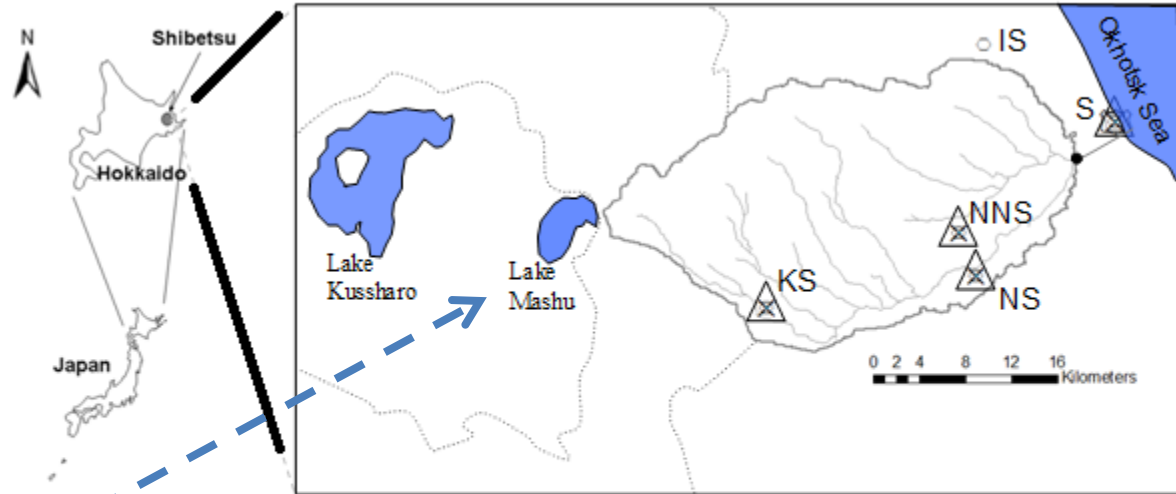 N
Shibetsu
Hokkaido
Japan
Lake
Kussharo
Lake
Mashu
KS
NNS
NS
IS
S
Okhotsk Sea
0 2 4 8 12 16
Kilometers